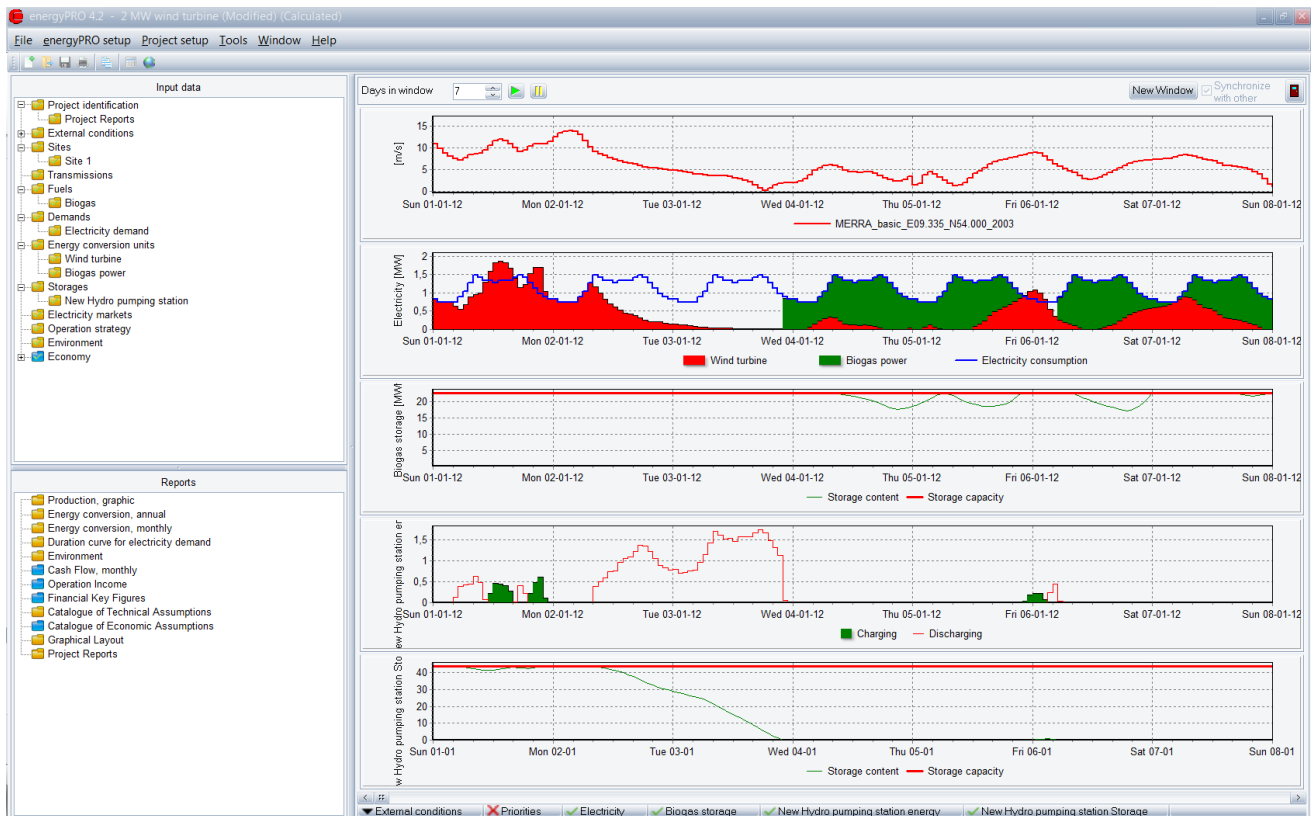 energyPRO 4.2 - 2 MW wind turbine (Modified) (Calculated)
File energyPRO setup Project setup Tools Window Help
Input data
Project identification
Project Reports
External conditions
Sites
Site 1
Transmissions
Fuels
Biogas
Demands
Electricity demand
Energy conversion units
Wind turbine
Biogas power
Storages
New Hydro pumping station
Electricity markets
Operation strategy
Environment
Economy
Reports
Production, graphic
Energy conversion, annual
Energy conversion, monthly
Duration curve for electricity demand
Environment
Cash Flow, monthly
Operation Income
Financial Key Figures
Catalogue of Technical Assumptions
Catalogue of Economic Assumptions
Graphical Layout
Project Reports
Days in window 7
New Window
Synchronize
with other
[m/s]
15
10
5
0
Sun 01-01-12 Mon 02-01-12 Tue 03-01-12 Wed 04-01-12 Thu 05-01-12 Fri 06-01-12 Sat 07-01-12 Sun 08-01-12
MERRA_basic_E09.335_N54.000_2003
Electricity [MW]
2
1,5
1
0,5
0
Sun 01-01-12 Mon 02-01-12 Tue 03-01-12 Wed 04-01-12 Thu 05-01-12 Fri 06-01-12 Sat 07-01-12 Sun 08-01-12
Wind turbine Biogas power Electricity consumption
Biogas storage [MWh
20
15
10
5
Sun 01-01-12 Mon 02-01-12 Tue 03-01-12 Wed 04-01-12 Thu 05-01-12 Fri 06-01-12 Sat 07-01-12 Sun 08-01-12
Storage content Storage capacity
ew Hydro pumping station er
1,5
1
0,5
0
Sun 01-01-12 Mon 02-01-12 Tue 03-01-12 Wed 04-01-12 Thu 05-01-12 Fri 06-01-12 Sat 07-01-12 Sun 08-01-12
Charging Discharging
w Hydro pumping station Sto
40
30
20
10
0
Sun 01-01 Mon 02-01 Tue 03-01 Wed 04-01 Thu 05-01 Fri 06-01 Sat 07-01 Sun 08-01
Storage content Storage capacity
External conditions Priorities Electricity Biogas storage New Hydro pumping station energy New Hydro pumping station Storage